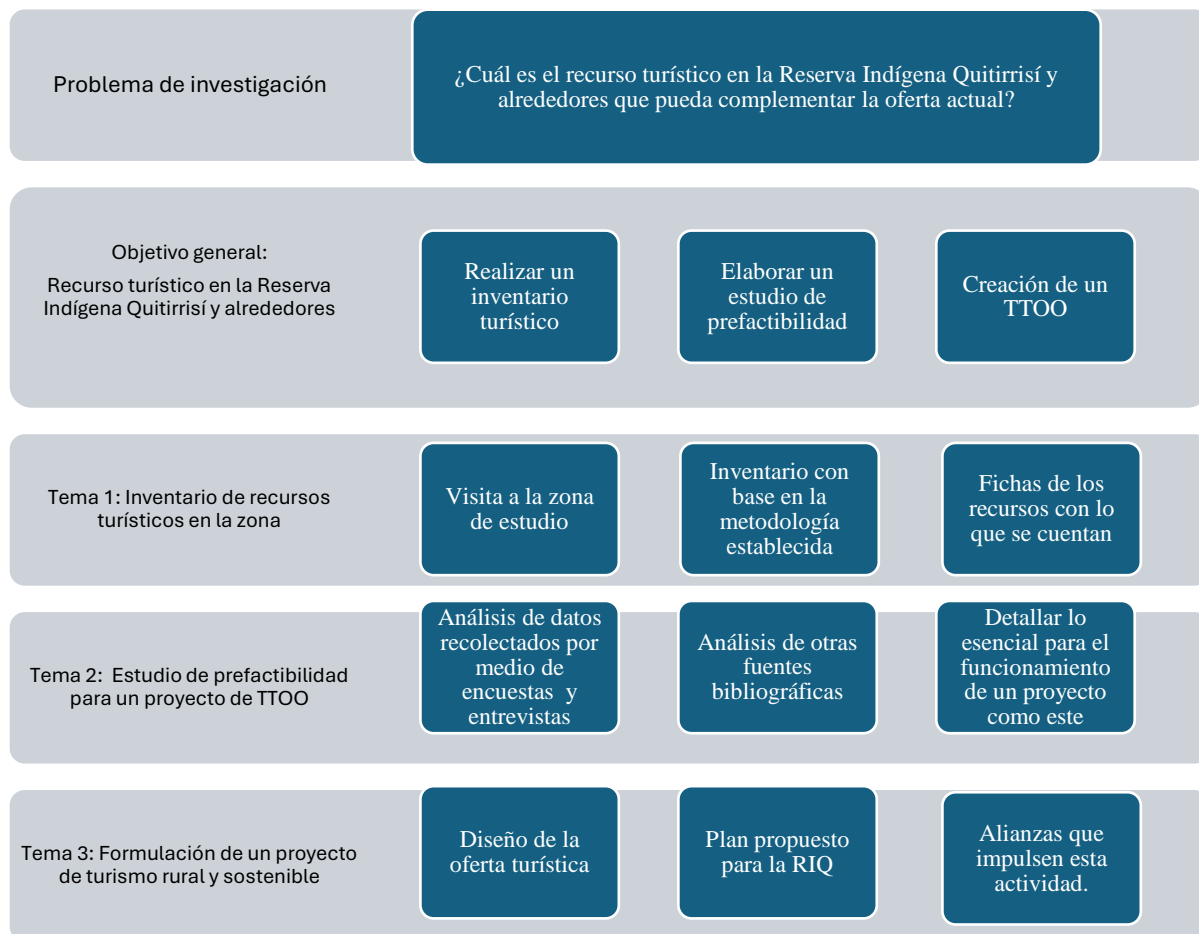 Problema de investigación
¿Cuál es el recurso turístico en la Reserva Indígena Quitirrisí y
alrededores que pueda complementar la oferta actual?
Objetivo general:
Recurso turístico en la Reserva
Indígena Quitirrisí y alrededores
Realizar un
inventario
turístico
Elaborar un
estudio de
prefactibilidad
Creación de un
TTOO
Tema 1: Inventario de recursos
turísticos en la zona
Visita a la zona
de estudio
Inventario con
base en la
metodología
establecida
Fichas de los
recursos con lo
que se cuentan
Tema 2:  Estudio de prefactibilidad
para un proyecto de TTOO
Análisis de datos
recolectados por
medio de
encuestas  y
entrevistas
Análisis de otras
fuentes
bibliográficas
Detallar lo
esencial para el
funcionamiento
de un proyecto
como este
Tema 3: Formulación de un proyecto
de turismo rural y sostenible
Diseño de la
oferta turística
Plan propuesto
para la RIQ
Alianzas que
impulsen esta
actividad.